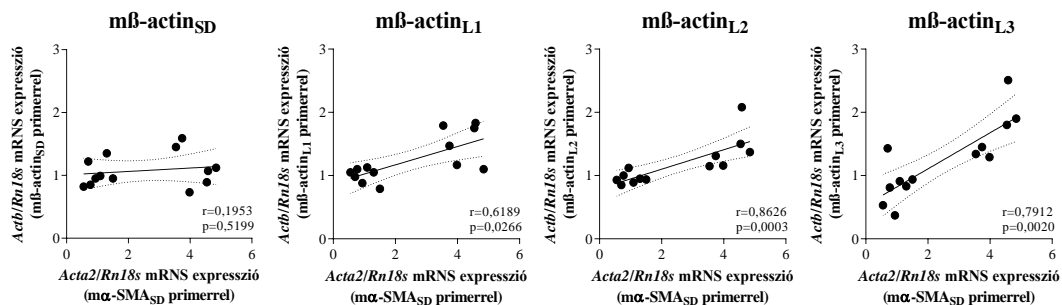 mß-actinSD
Actb/Rn18s mRNS expresszió
(mß-actinSD primerrel)
3
2
1
0
0
2
4
6
r=0,1953
p=0,5199
Acta2/Rn18s mRNS expresszió
(mα-SMASD primerrel)
mß-actinL1
Actb/Rn18s mRNS expresszió
(mß-actinL1 primerrel)
3
2
1
0
0
2
4
6
r=0,6189
p=0,0266
Acta2/Rn18s mRNS expresszió
(mα-SMASD primerrel)
mß-actinL2
Actb/Rn18s mRNS expresszió
(mß-actinL2 primerrel)
3
2
1
0
0
2
4
6
r=0,8626
p=0,0003
Acta2/Rn18s mRNS expresszió
(mα-SMASD primerrel)
mß-actinL3
Actb/Rn18s mRNS expresszió
(mß-actinL3 primerrel)
3
2
1
0
0
2
4
6
r=0,7912
p=0,0020
Acta2/Rn18s mRNS expresszió
(mα-SMASD primerrel)